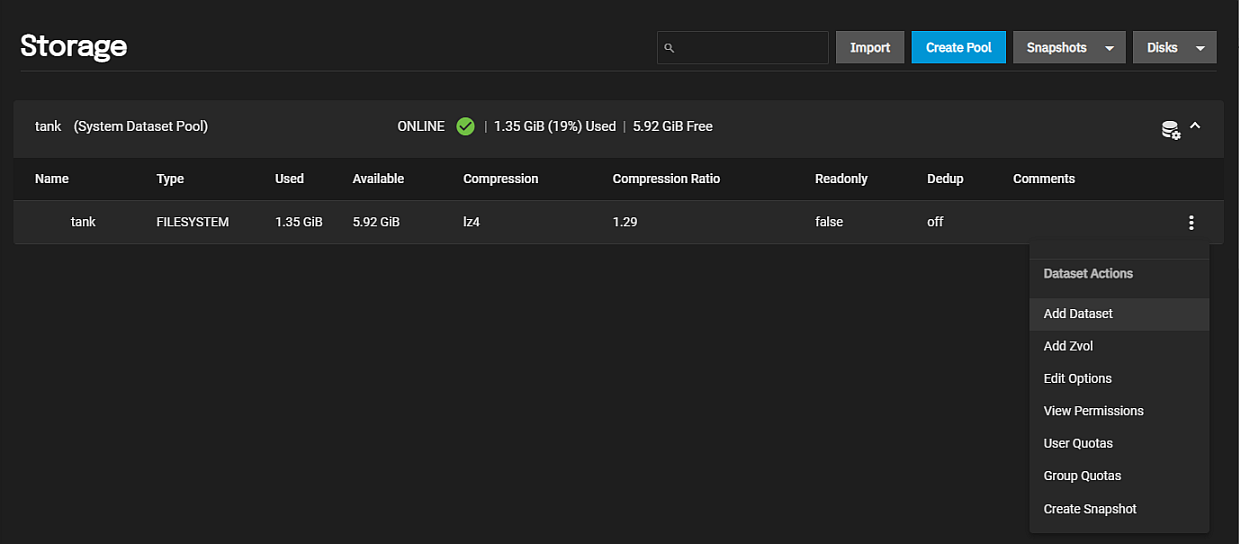 Storage
Import
Create Pool
Snapshots
Disks
tank (System Dataset Pool) ONLINE | 1.35 GiB (19%) Used | 5.92 GiB Free
Name Type Used Available Compression Compression Ratio Readonly Dedup Comments
tank FILESYSTEM 1.35 GiB 5.92 GiB lz4 1.29 false off
Dataset Actions
Add Dataset
Add Zvol
Edit Options
View Permissions
User Quotas
Group Quotas
Create Snapshot